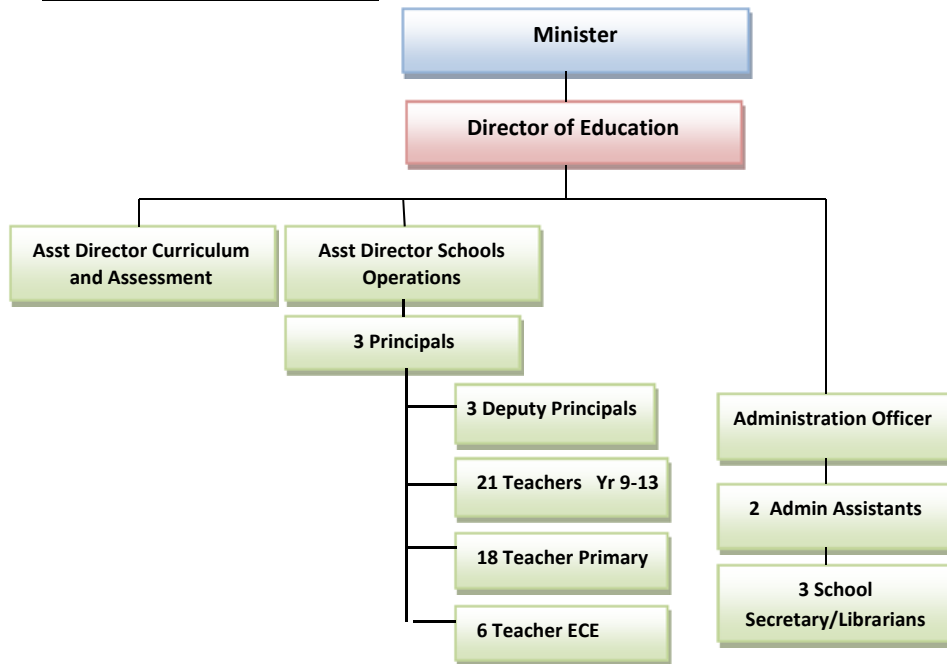 Minister
Director of Education
Asst Director Curriculum
and Assessment
Asst Director Schools
Operations
3 Principals
3 Deputy Principals
21 Teachers Yr 9-13
18 Teacher Primary
6 Teacher ECE
Administration Officer
2 Admin Assistants
3 School
Secretary/Librarians